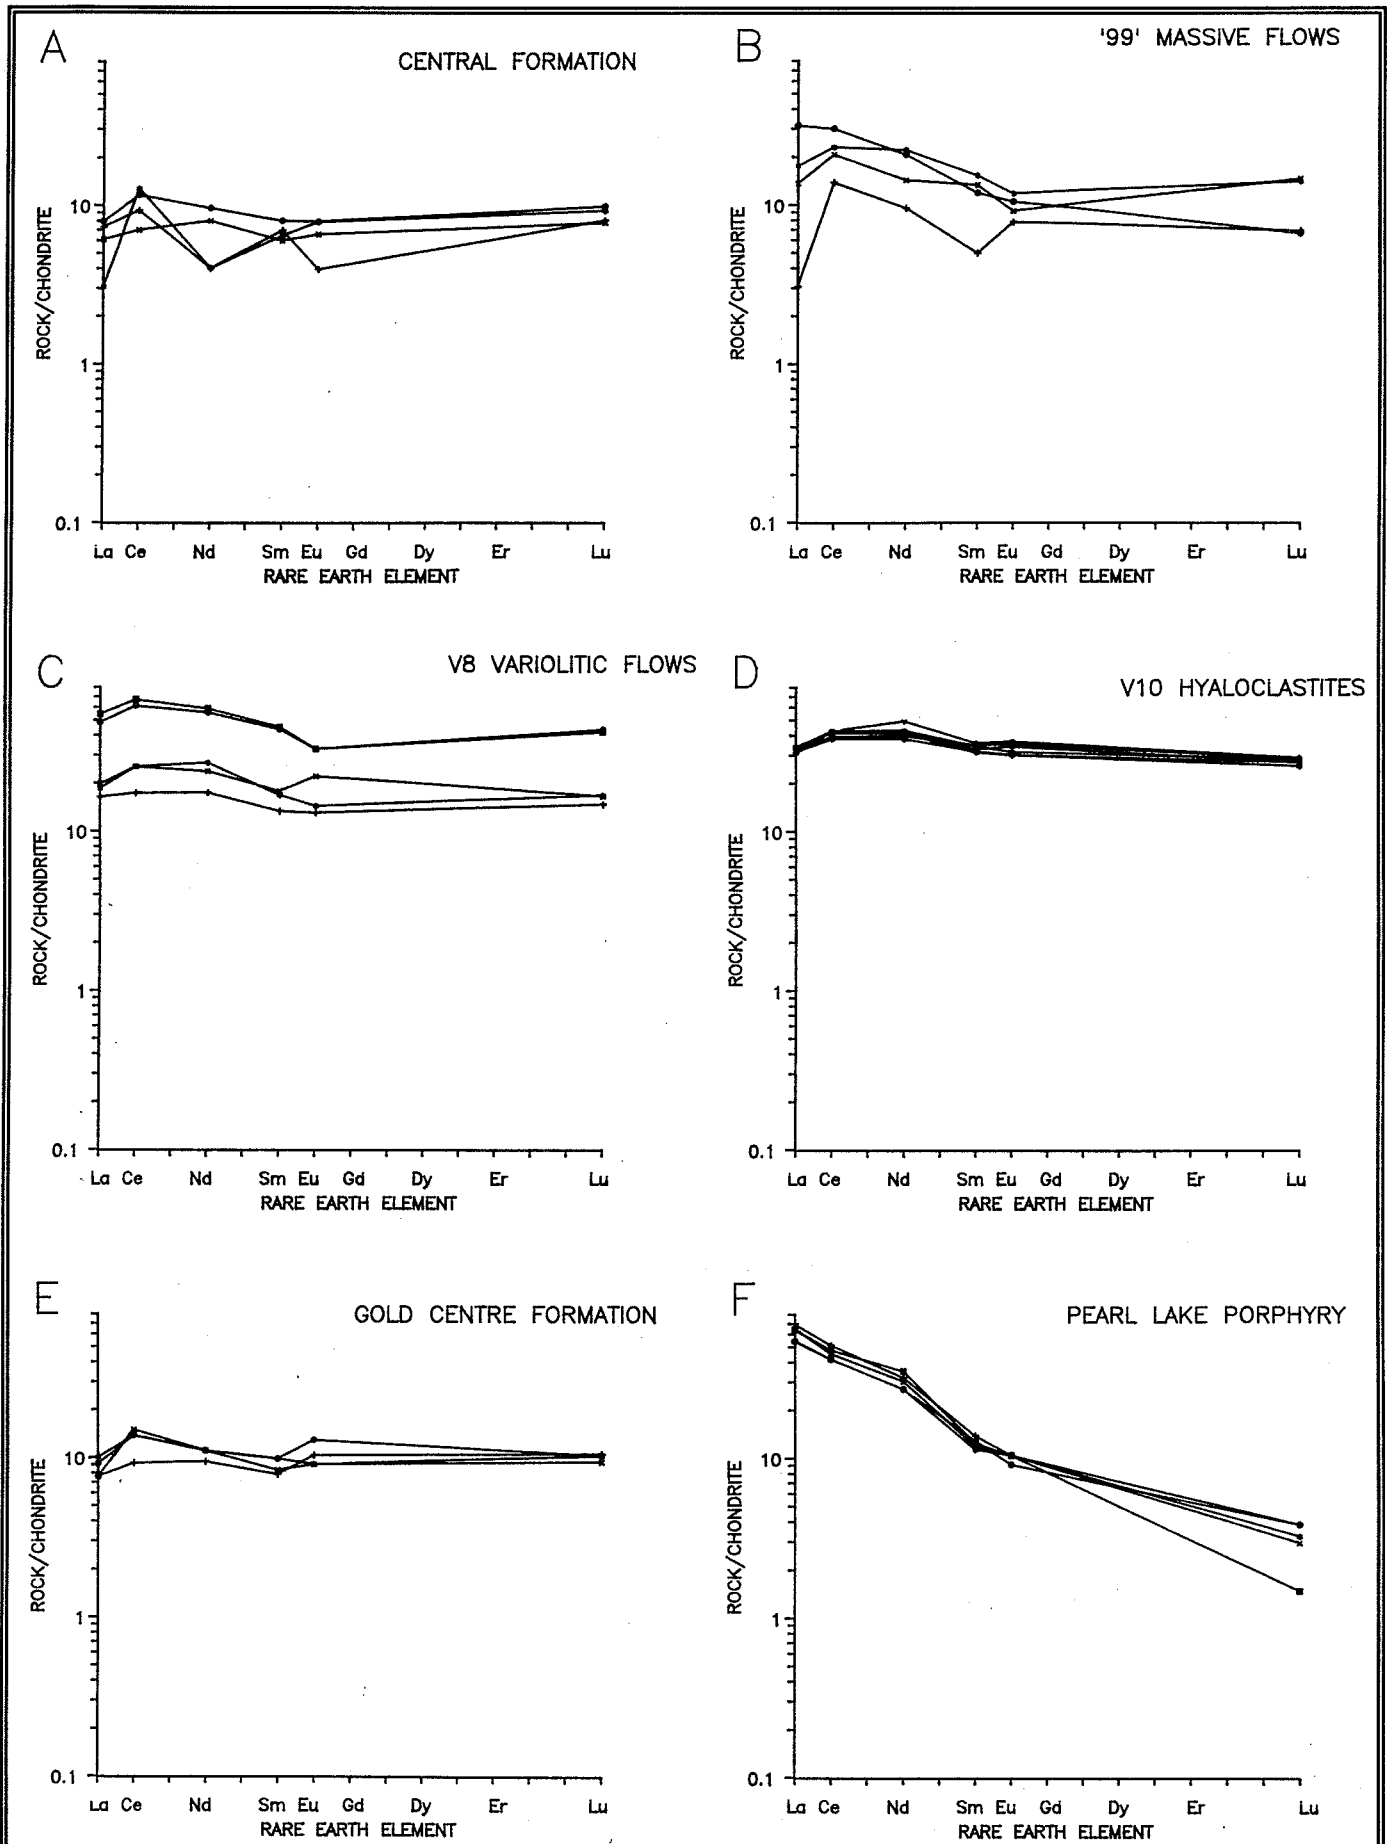 A
CENTRAL FORMATION
ROCK/CHONDRITE
10
1
0.1
La Ce Nd Sm Eu Gd Dy Er Lu
RARE EARTH ELEMENT
B
'99' MASSIVE FLOWS
ROCK/CHONDRITE
10
1
0.1
La Ce Nd Sm Eu Gd Dy Er Lu
RARE EARTH ELEMENT
C
V8 VARIOLITIC FLOWS
ROCK/CHONDRITE
10
1
0.1
La Ce Nd Sm Eu Gd Dy Er Lu
RARE EARTH ELEMENT
D
V10 HYALOCLASTITES
ROCK/CHONDRITE
10
1
0.1
La Ce Nd Sm Eu Gd Dy Er Lu
RARE EARTH ELEMENT
E
GOLD CENTRE FORMATION
ROCK/CHONDRITE
10
1
0.1
La Ce Nd Sm Eu Gd Dy Er Lu
RARE EARTH ELEMENT
F
PEARL LAKE PORPHYRY
ROCK/CHONDRITE
10
1
0.1
La Ce Nd Sm Eu Gd Dy Er Lu
RARE EARTH ELEMENT